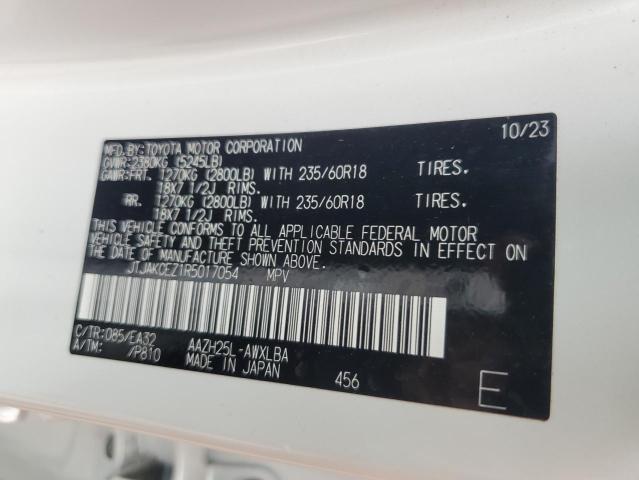 10/23
MFD. BY: TOYOTA MOTOR CORPORATION
GVWR: 2380KG (5245LB)
GAWR: FRT. 1270KG (2800LB) WITH 235/60R18 TIRES.
18X7 1/2J RIMS.
RR. 1270KG (2800LB) WITH 235/60R18 TIRES.
18X7 1/2J RIMS.
THIS VEHICLE CONFORMS TO ALL APPLICABLE FEDERAL MOTOR
VEHICLE SAFETY AND THEFT PREVENTION STANDARDS IN EFFECT ON
THE DATE OF MANUFACTURE SHOWN ABOVE.
JTJAKCEZ1R5017054 MPV
C/TR: 085/EA32 AAZH25L-AWXLBA
A/TM: /P810 MADE IN JAPAN
456 E